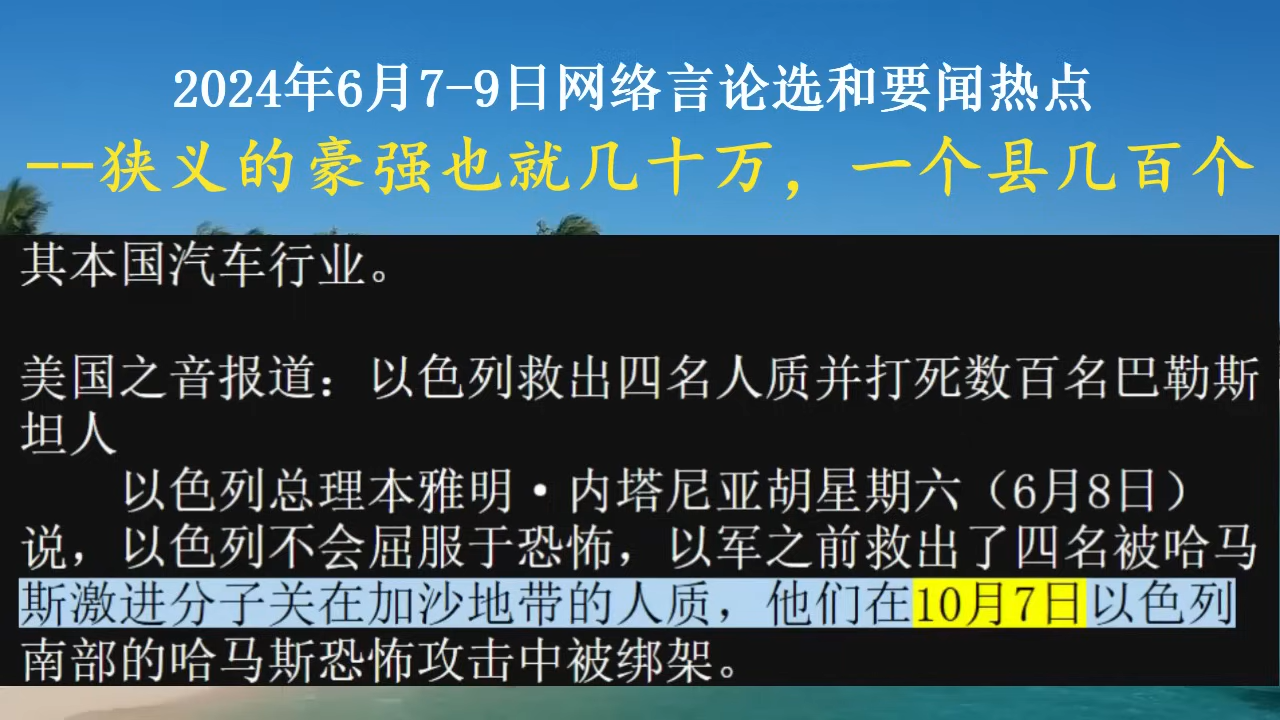 2024年6月7-9日网络言论选和要闻热点
--狭义的豪强也就几十万，一个县几百个
其本国汽车行业。
美国之音报道：以色列救出四名人质并打死数百名巴勒斯
坦人
以色列总理本雅明·内塔尼亚胡星期六（6月8日）
说，以色列不会屈服于恐怖，以军之前救出了四名被哈马
斯激进分子关在加沙地带的人质，他们在10月7日以色列
南部的哈马斯恐怖攻击中被绑架。